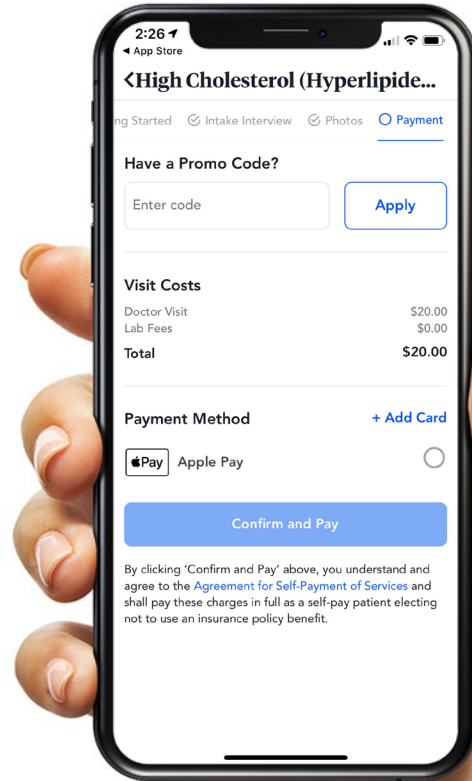 2:26
◀ App Store
<High Cholesterol (Hyperlipide...
ng Started Intake Interview Photos Payment
Have a Promo Code?
Enter code Apply
Visit Costs
Doctor Visit $20.00
Lab Fees $0.00
Total $20.00
Payment Method + Add Card
Pay Apple Pay
Confirm and Pay
By clicking ‘Confirm and Pay’ above, you understand and
agree to the Agreement for Self-Payment of Services and
shall pay these charges in full as a self-pay patient electing
not to use an insurance policy benefit.